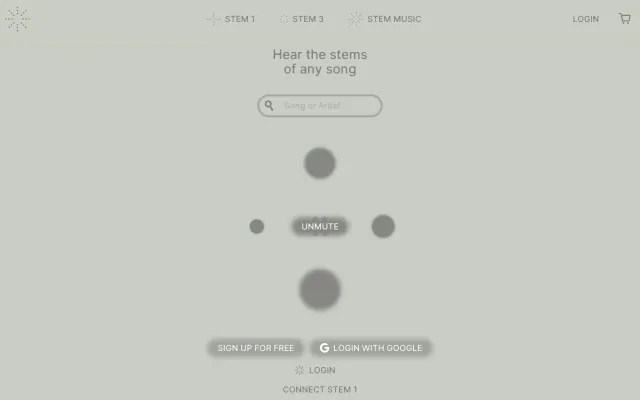 STEM 1
STEM 3
STEM MUSIC
LOGIN
Hear the stems
of any song
Song or Artist
UNMUTE
SIGN UP FOR FREE
LOGIN WITH GOOGLE
LOGIN
CONNECT STEM 1